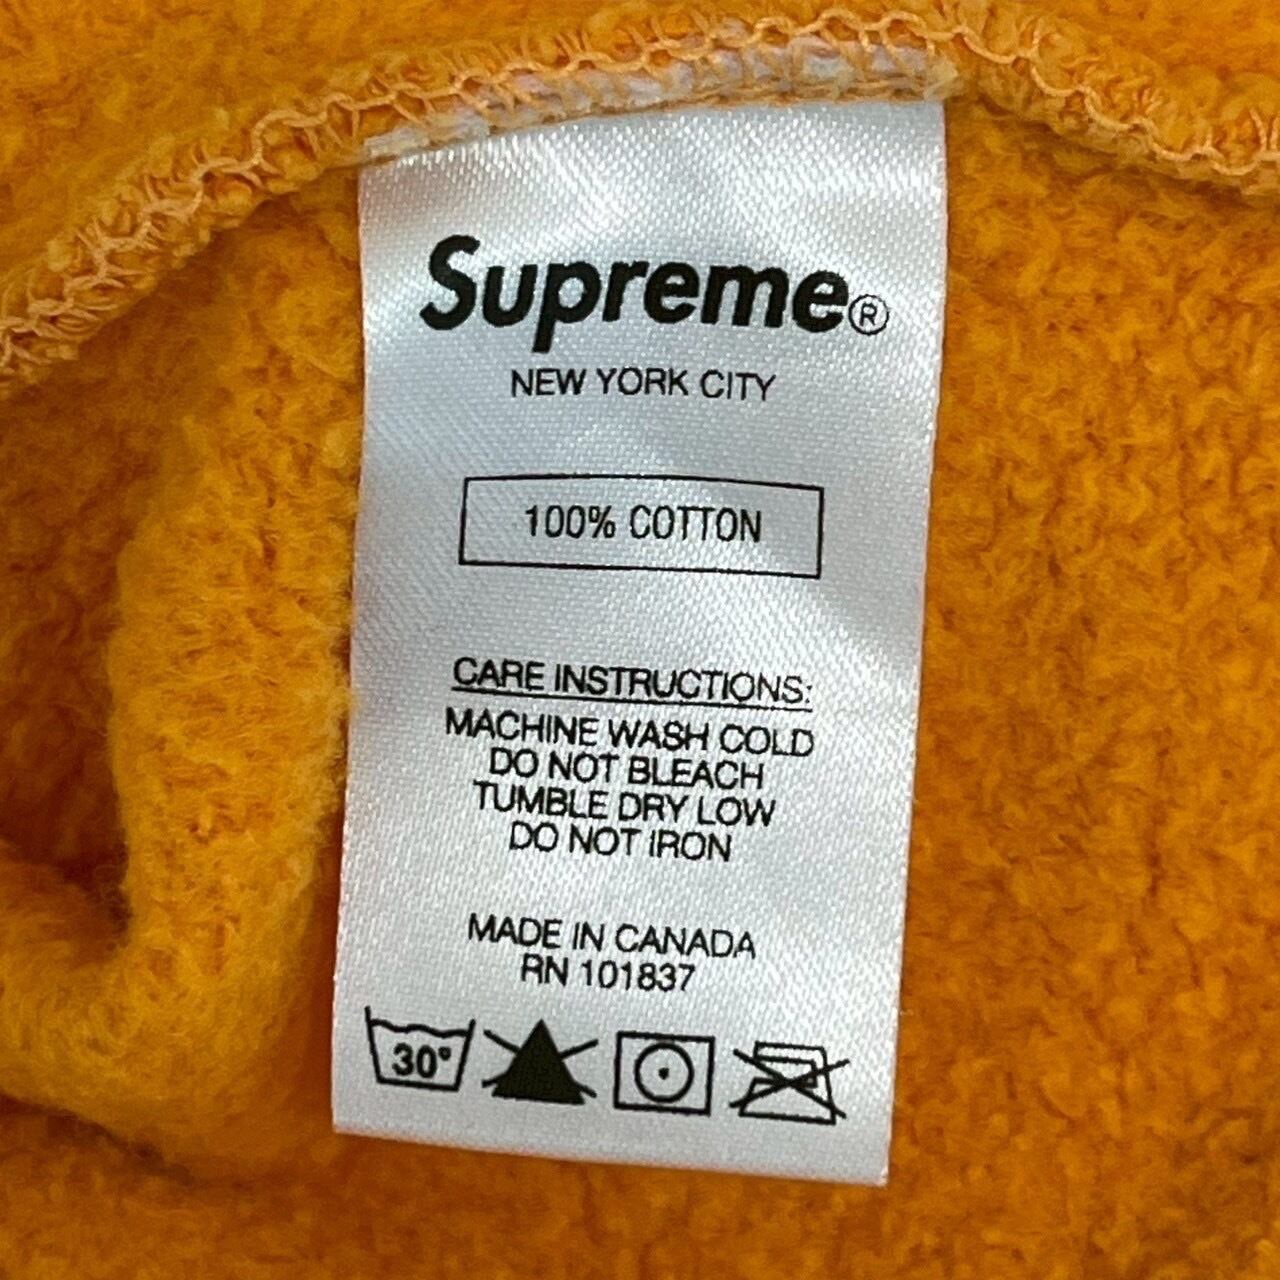 Supreme®
NEW YORK CITY
100% COTTON
CARE INSTRUCTIONS:
MACHINE WASH COLD
DO NOT BLEACH
TUMBLE DRY LOW
DO NOT IRON
MADE IN CANADA
RN 101837
30°